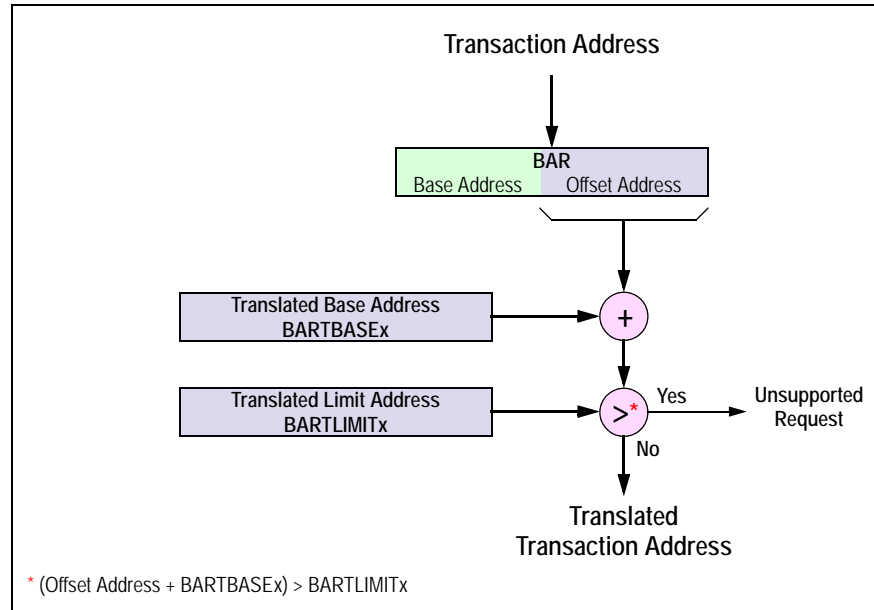 Transaction Address
BAR
Base Address Offset Address
Translated Base Address
BARTBASEx
+
Translated Limit Address
BARTLIMITx
>*
Yes
Unsupported
Request
No
Translated
Transaction Address
* (Offset Address + BARTBASEx) > BARTLIMITx